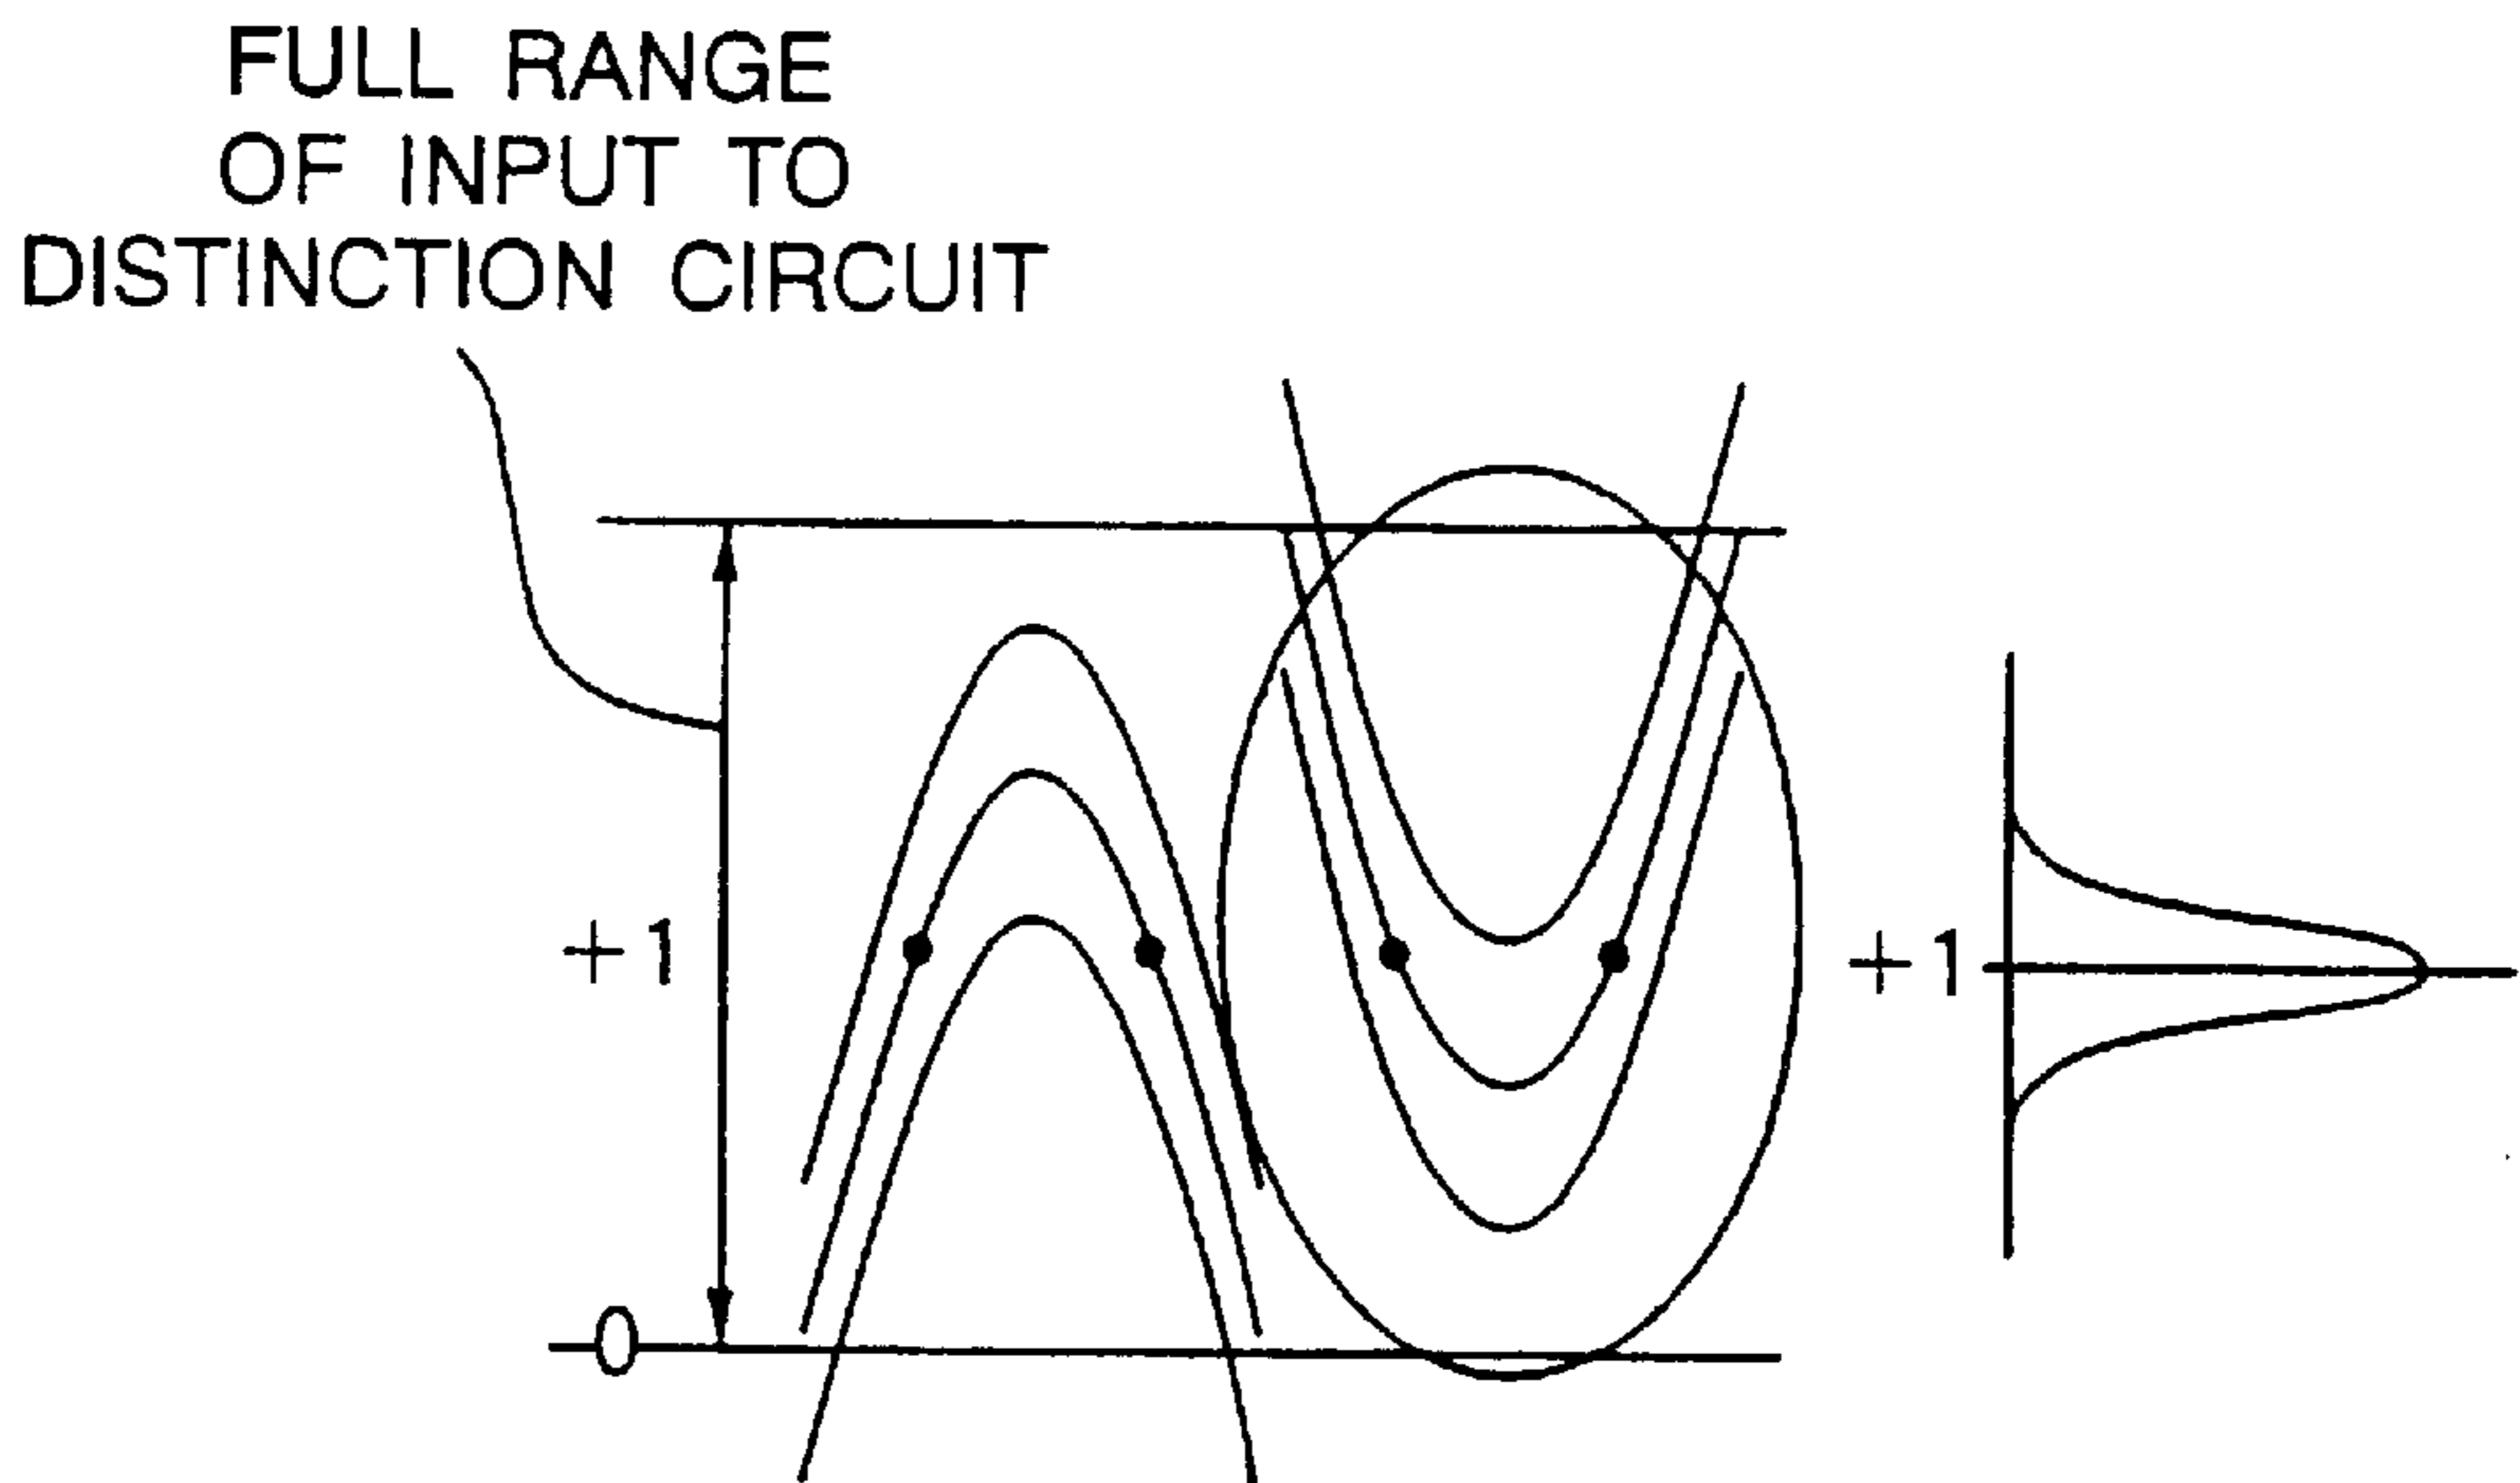 FULL RANGE
OF INPUT TO
DISTINCTION CIRCUIT
+1
+1
0